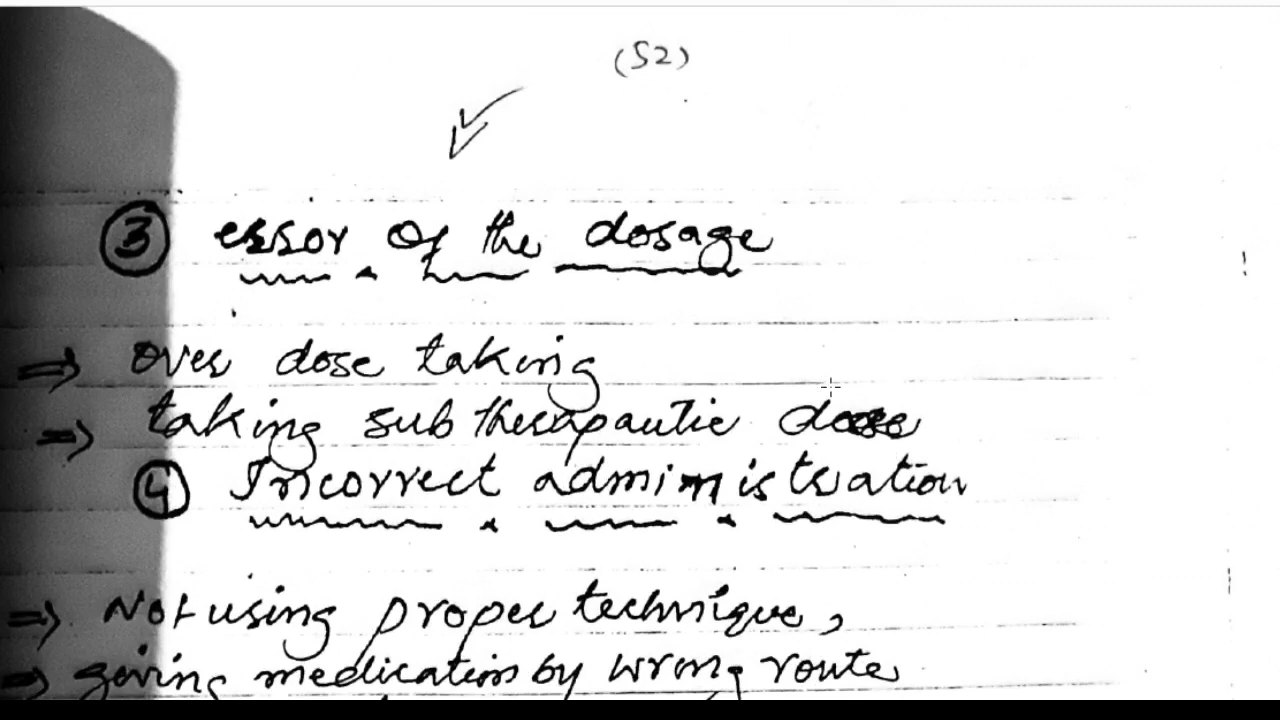 (52)
③ essor of the dosage
⇒ over dose taking
⇒ taking sub therapautic dose
④ Incorrect administration
⇒ Not using proper technique,
⇒ giving medication by wrong route